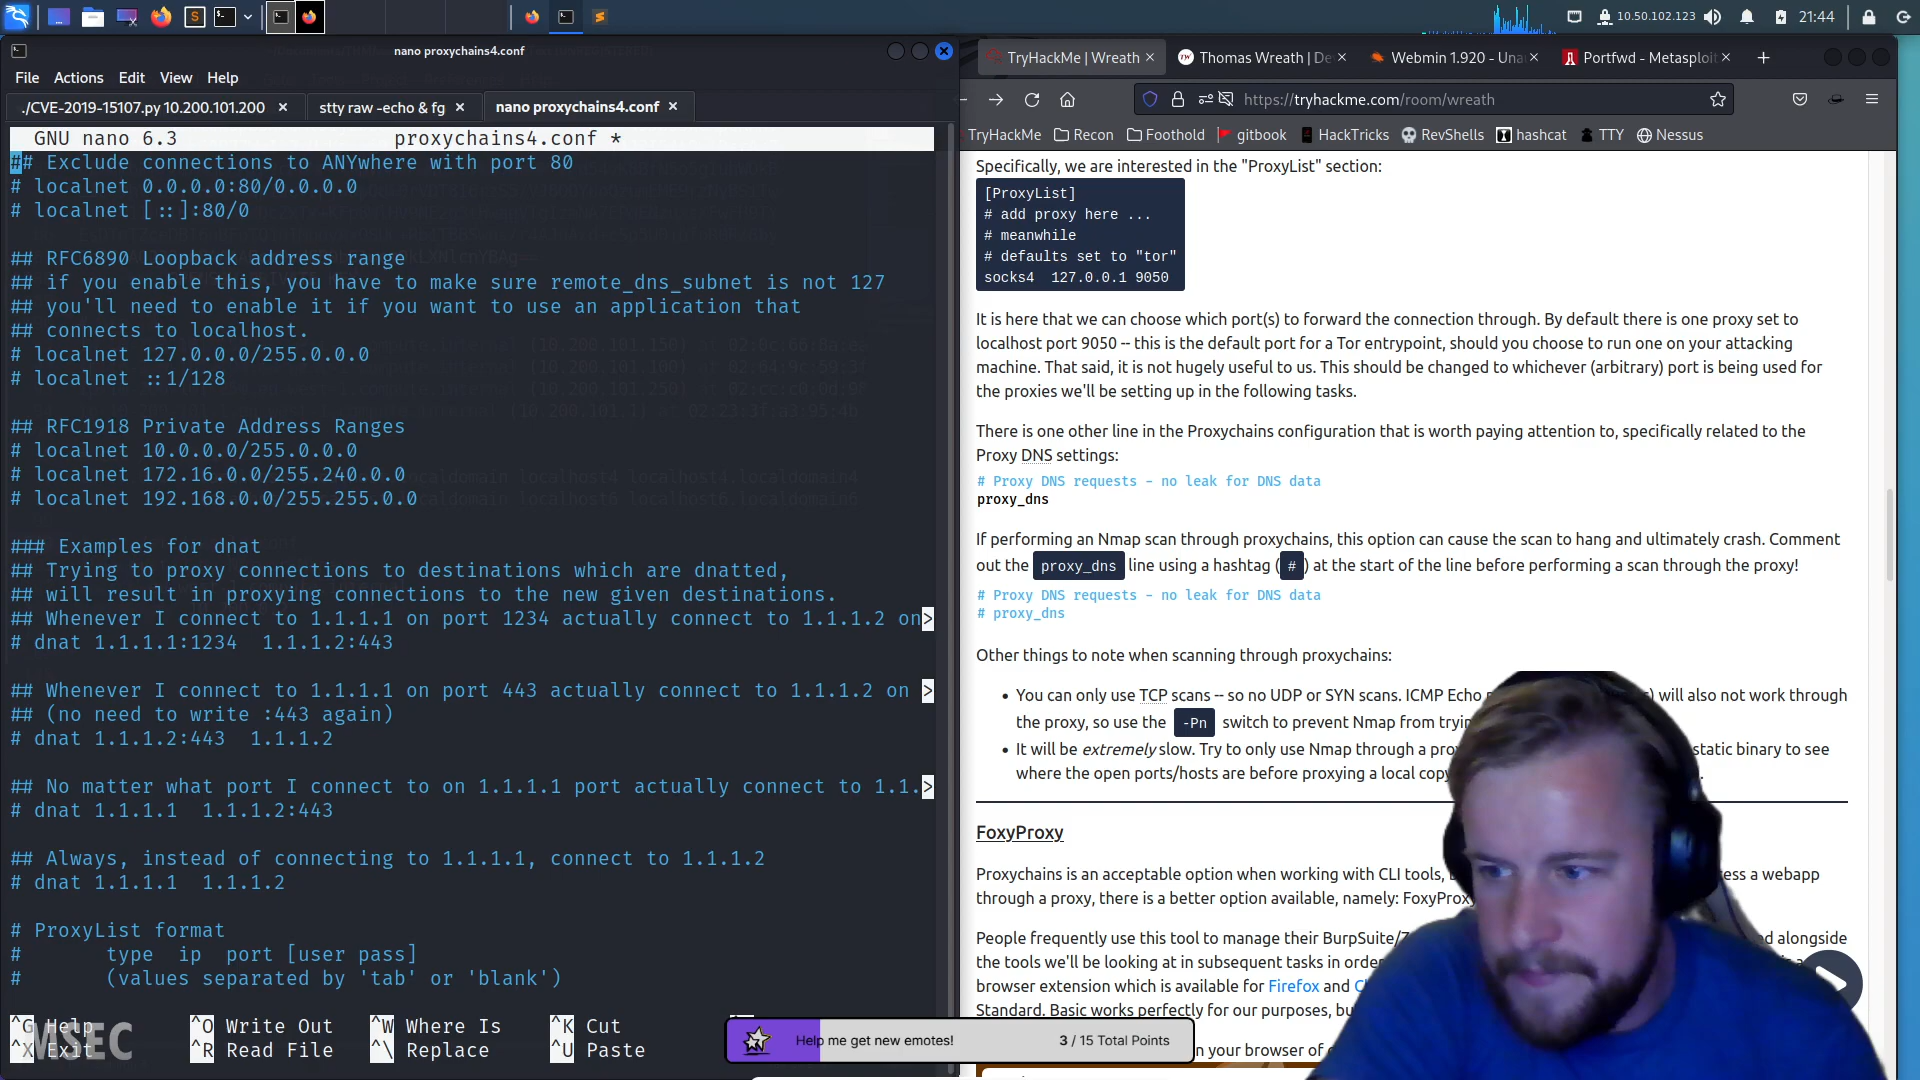 10.50.102.123
21:44
nano proxychains4.conf
File Actions Edit View Help
./CVE-2019-15107.py 10.200.101.200
stty raw -echo & fg
nano proxychains4.conf
GNU nano 6.3 proxychains4.conf *
## Exclude connections to ANYwhere with port 80
# localnet 0.0.0.0:80/0.0.0.0
# localnet [::]:80/0
## RFC6890 Loopback address range
## if you enable this, you have to make sure remote_dns_subnet is not 127
## you'll need to enable it if you want to use an application that
## connects to localhost.
# localnet 127.0.0.0/255.0.0.0
# localnet ::1/128
## RFC1918 Private Address Ranges
# localnet 10.0.0.0/255.0.0.0
# localnet 172.16.0.0/255.240.0.0
# localnet 192.168.0.0/255.255.0.0
### Examples for dnat
## Trying to proxy connections to destinations which are dnatted,
## will result in proxying connections to the new given destinations.
## Whenever I connect to 1.1.1.1 on port 1234 actually connect to 1.1.1.2 on>
# dnat 1.1.1.1:1234  1.1.1.2:443
## Whenever I connect to 1.1.1.1 on port 443 actually connect to 1.1.1.2 on >
## (no need to write :443 again)
# dnat 1.1.1.2:443  1.1.1.2
## No matter what port I connect to on 1.1.1.1 port actually connect to 1.1.>
# dnat 1.1.1.1  1.1.1.2:443
## Always, instead of connecting to 1.1.1.1, connect to 1.1.1.2
# dnat 1.1.1.1  1.1.1.2
# ProxyList format
#       type  ip  port [user pass]
#       (values separated by 'tab' or 'blank')
^G Help ^O Write Out ^W Where Is ^K Cut
^X Exit ^R Read File ^\ Replace ^U Paste
MSEC
Help me get new emotes! 3 / 15 Total Points
TryHackMe | Wreath
Thomas Wreath | De
Webmin 1.920 - Una
Portfwd - Metasploit
https://tryhackme.com/room/wreath
TryHackMe Recon Foothold gitbook HackTricks RevShells hashcat TTY Nessus
Specifically, we are interested in the "ProxyList" section:
[ProxyList]
# add proxy here ...
# meanwhile
# defaults set to "tor"
socks4  127.0.0.1 9050
It is here that we can choose which port(s) to forward the connection through. By default there is one proxy set to
localhost port 9050 -- this is the default port for a Tor entrypoint, should you choose to run one on your attacking
machine. That said, it is not hugely useful to us. This should be changed to whichever (arbitrary) port is being used for
the proxies we'll be setting up in the following tasks.
There is one other line in the Proxychains configuration that is worth paying attention to, specifically related to the
Proxy DNS settings:
# Proxy DNS requests - no leak for DNS data
proxy_dns
If performing an Nmap scan through proxychains, this option can cause the scan to hang and ultimately crash. Comment
out the proxy_dns line using a hashtag (#) at the start of the line before performing a scan through the proxy!
# Proxy DNS requests - no leak for DNS data
# proxy_dns
Other things to note when scanning through proxychains:
• You can only use TCP scans -- so no UDP or SYN scans. ICMP Echo ) will also not work through
the proxy, so use the -Pn switch to prevent Nmap from
• It will be extremely slow. Try to only use Nmap through a static binary to see
where the open ports/hosts are before proxying a local
FoxyProxy
Proxychains is an acceptable option when working with CLI tools, a webapp
through a proxy, there is a better option available, namely:
People frequently use this tool to manage their alongside
the tools we'll be looking at in subsequent tasks in
browser extension which is available for Firefox and
Standard. Basic works perfectly for our purposes,
n your browser of